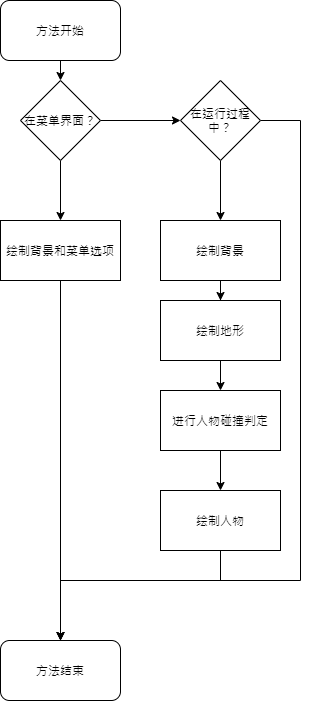 方法开始
在菜单界面？
在运行过程
中？
绘制背景和菜单选项
绘制背景
绘制地形
进行人物碰撞判定
绘制人物
方法结束